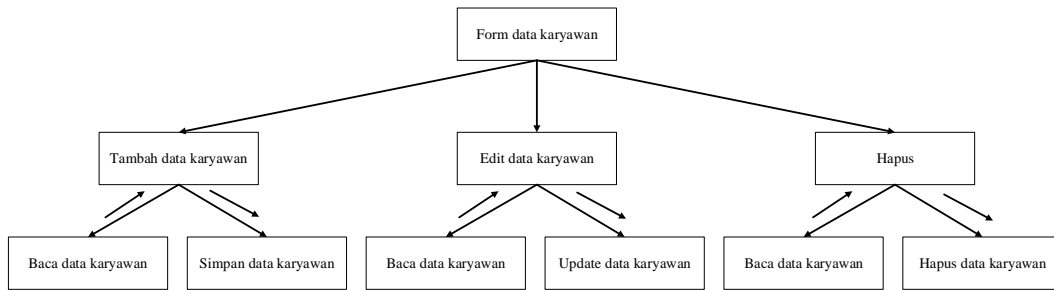 Form data karyawan
Tambah data karyawan
Edit data karyawan
Hapus
Baca data karyawan
Simpan data karyawan
Baca data karyawan
Update data karyawan
Baca data karyawan
Hapus data karyawan